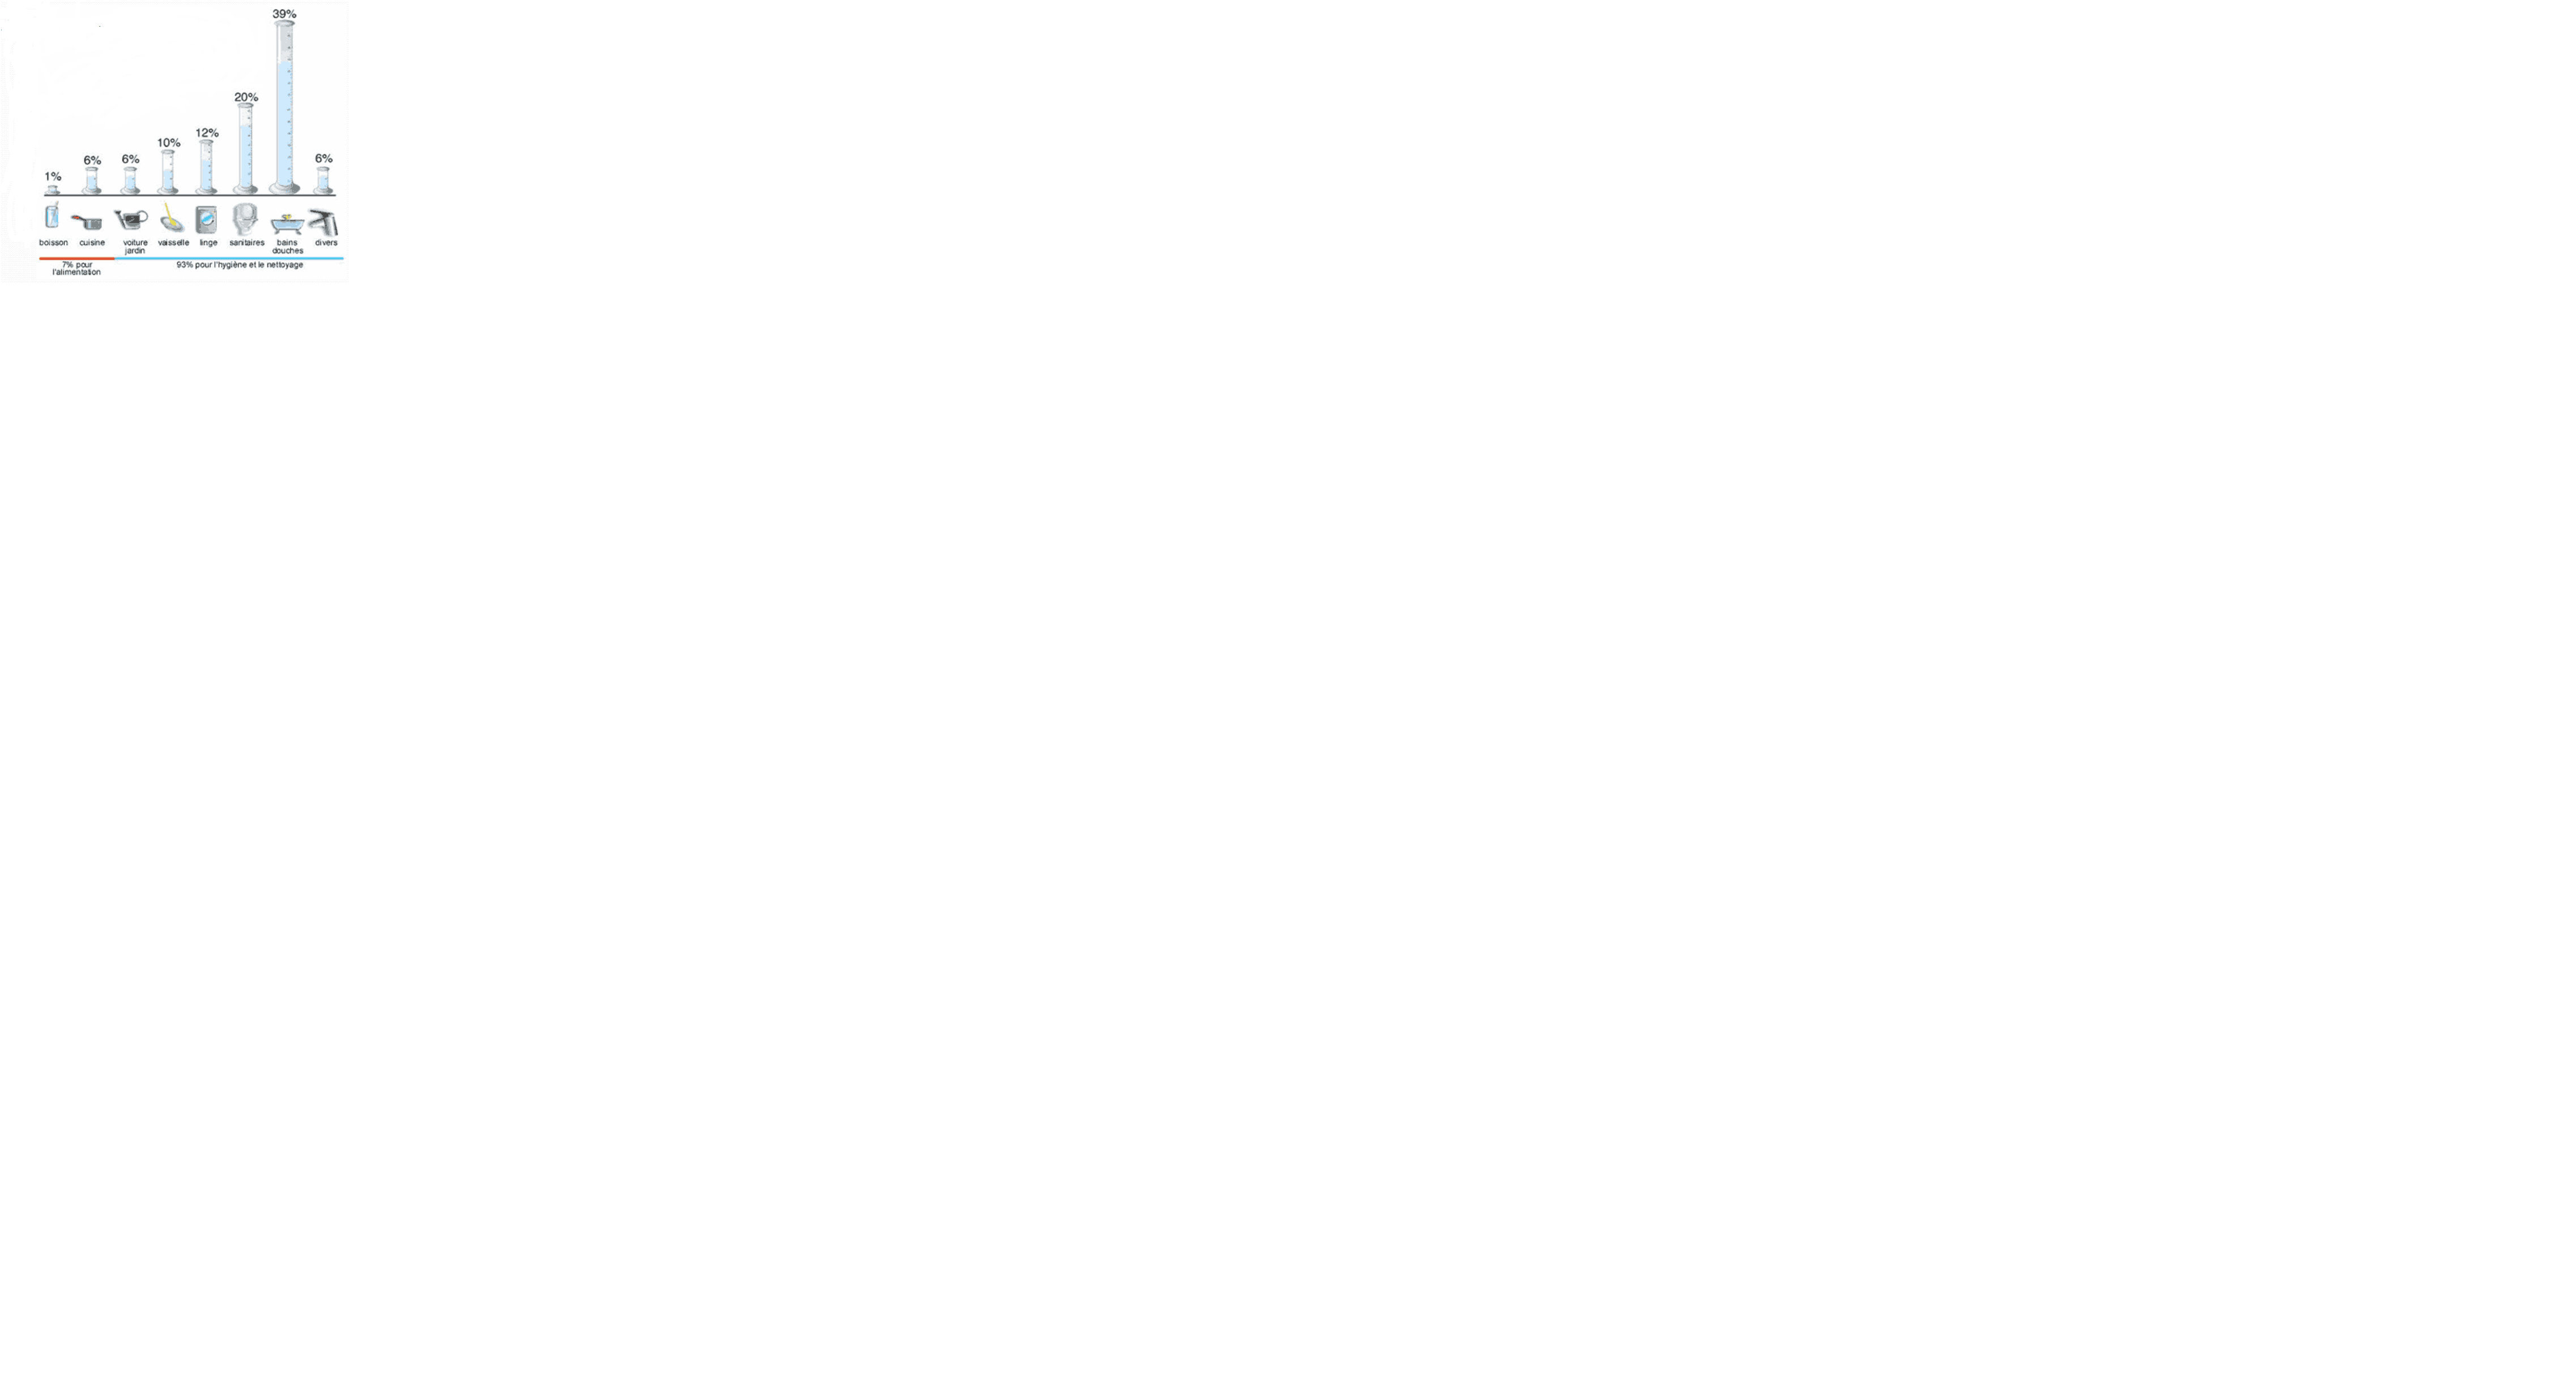 39%
20%
12%
10%
6%
6%
6%
1%
boisson
cuisine
voiture
jardin
vaisselle
linge
sanitaires
bains
douches
divers
7% pour
l'alimentation
93% pour l'hygiène et le nettoyage